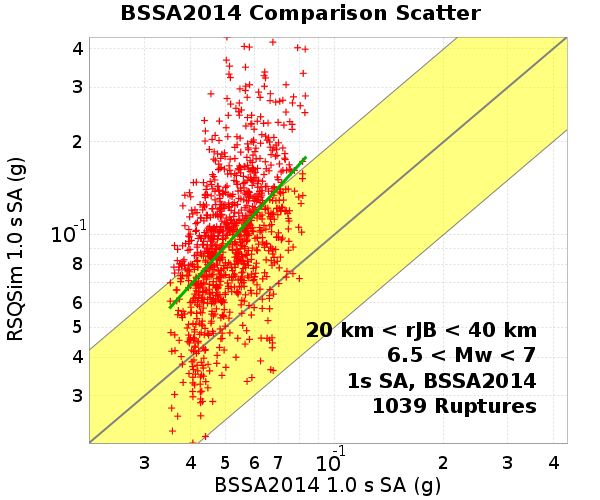 BSSA2014 Comparison Scatter
RSQSim 1.0 s SA (g)
4
3
2
10-1
8
6
5
4
3
20 km < rJB < 40 km
6.5 < Mw < 7
1s SA, BSSA2014
1039 Ruptures
3 4 5 6 7 10-1 2 3 4
BSSA2014 1.0 s SA (g)